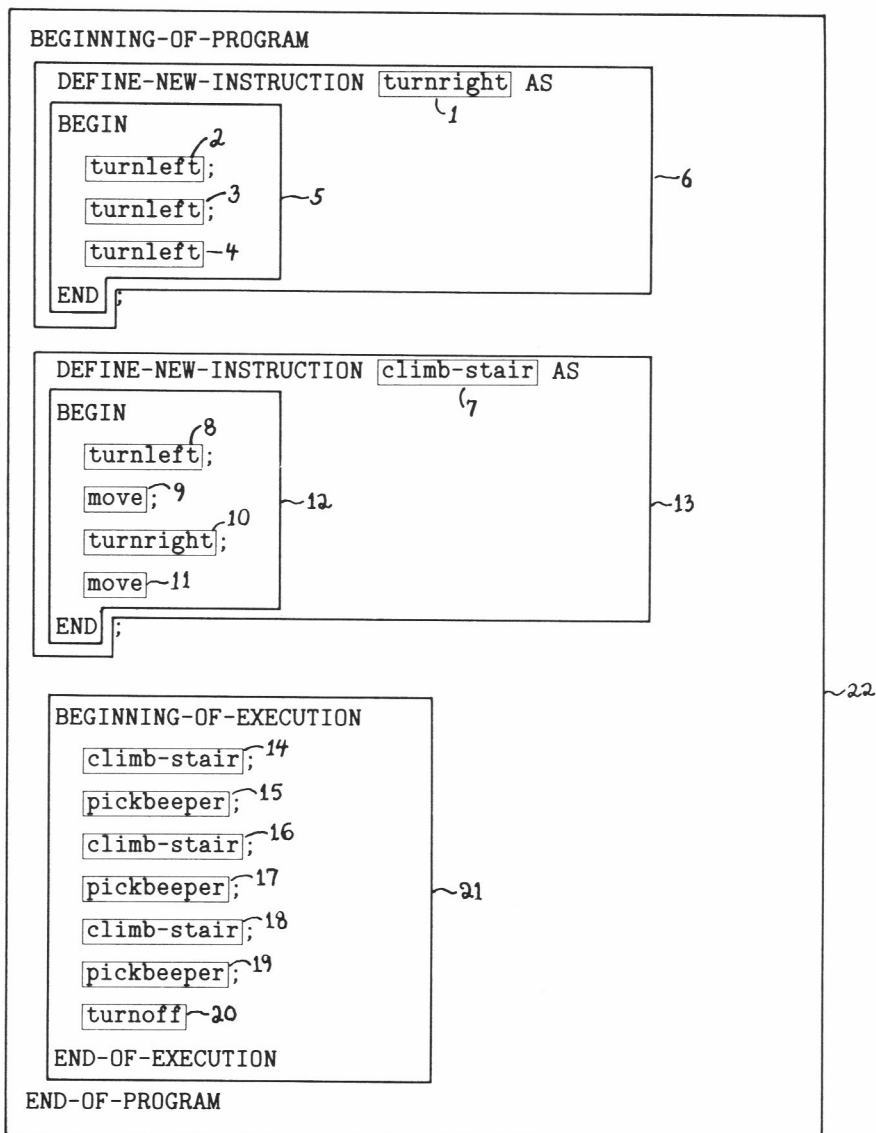 BEGINNING-OF-PROGRAM
DEFINE-NEW-INSTRUCTION turnright AS
1
BEGIN
2
turnleft;
6
3
turnleft;
5
turnleft 4
END;
DEFINE-NEW-INSTRUCTION climb-stair AS
7
BEGIN
8
turnleft;
9
move;
12
13
10
turnright;
move 11
END;
22
BEGINNING-OF-EXECUTION
14
climb-stair;
15
pickbeeper;
16
climb-stair;
17
pickbeeper;
21
18
climb-stair;
19
pickbeeper;
turnoff 20
END-OF-EXECUTION
END-OF-PROGRAM